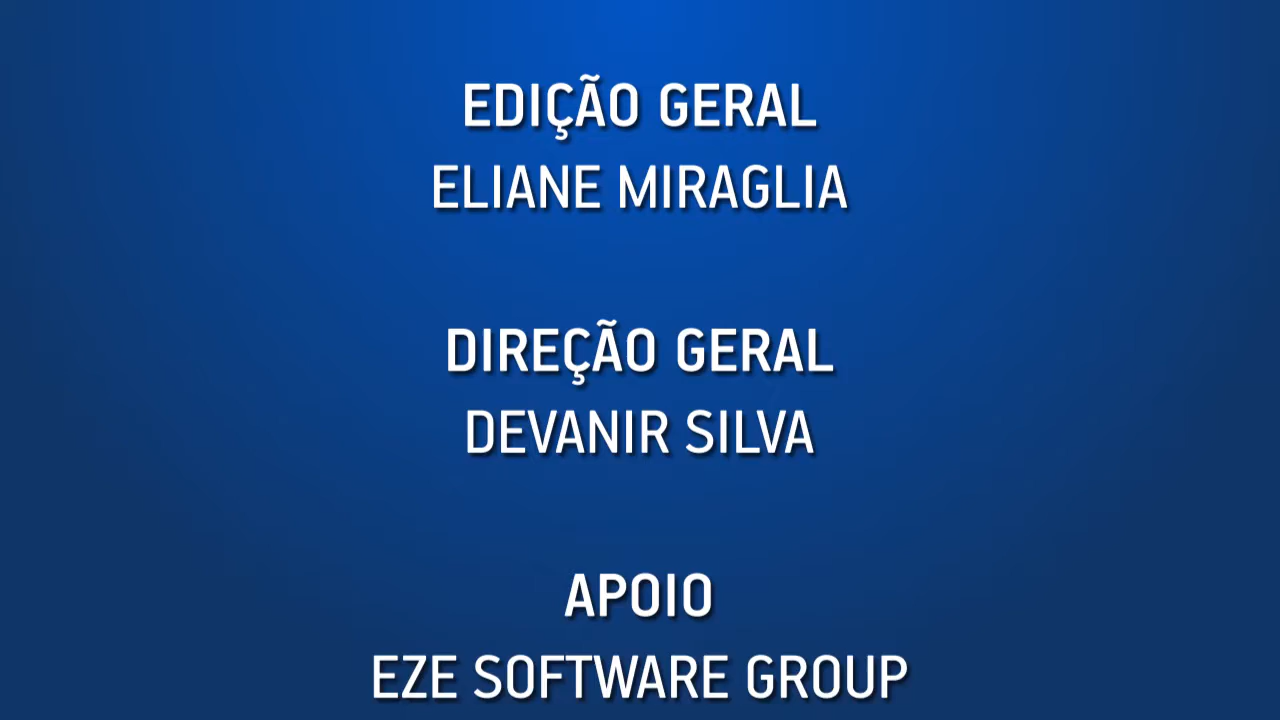 EDIÇÃO GERAL
ELIANE MIRAGLIA
DIREÇÃO GERAL
DEVANIR SILVA
APOIO
EZE SOFTWARE GROUP